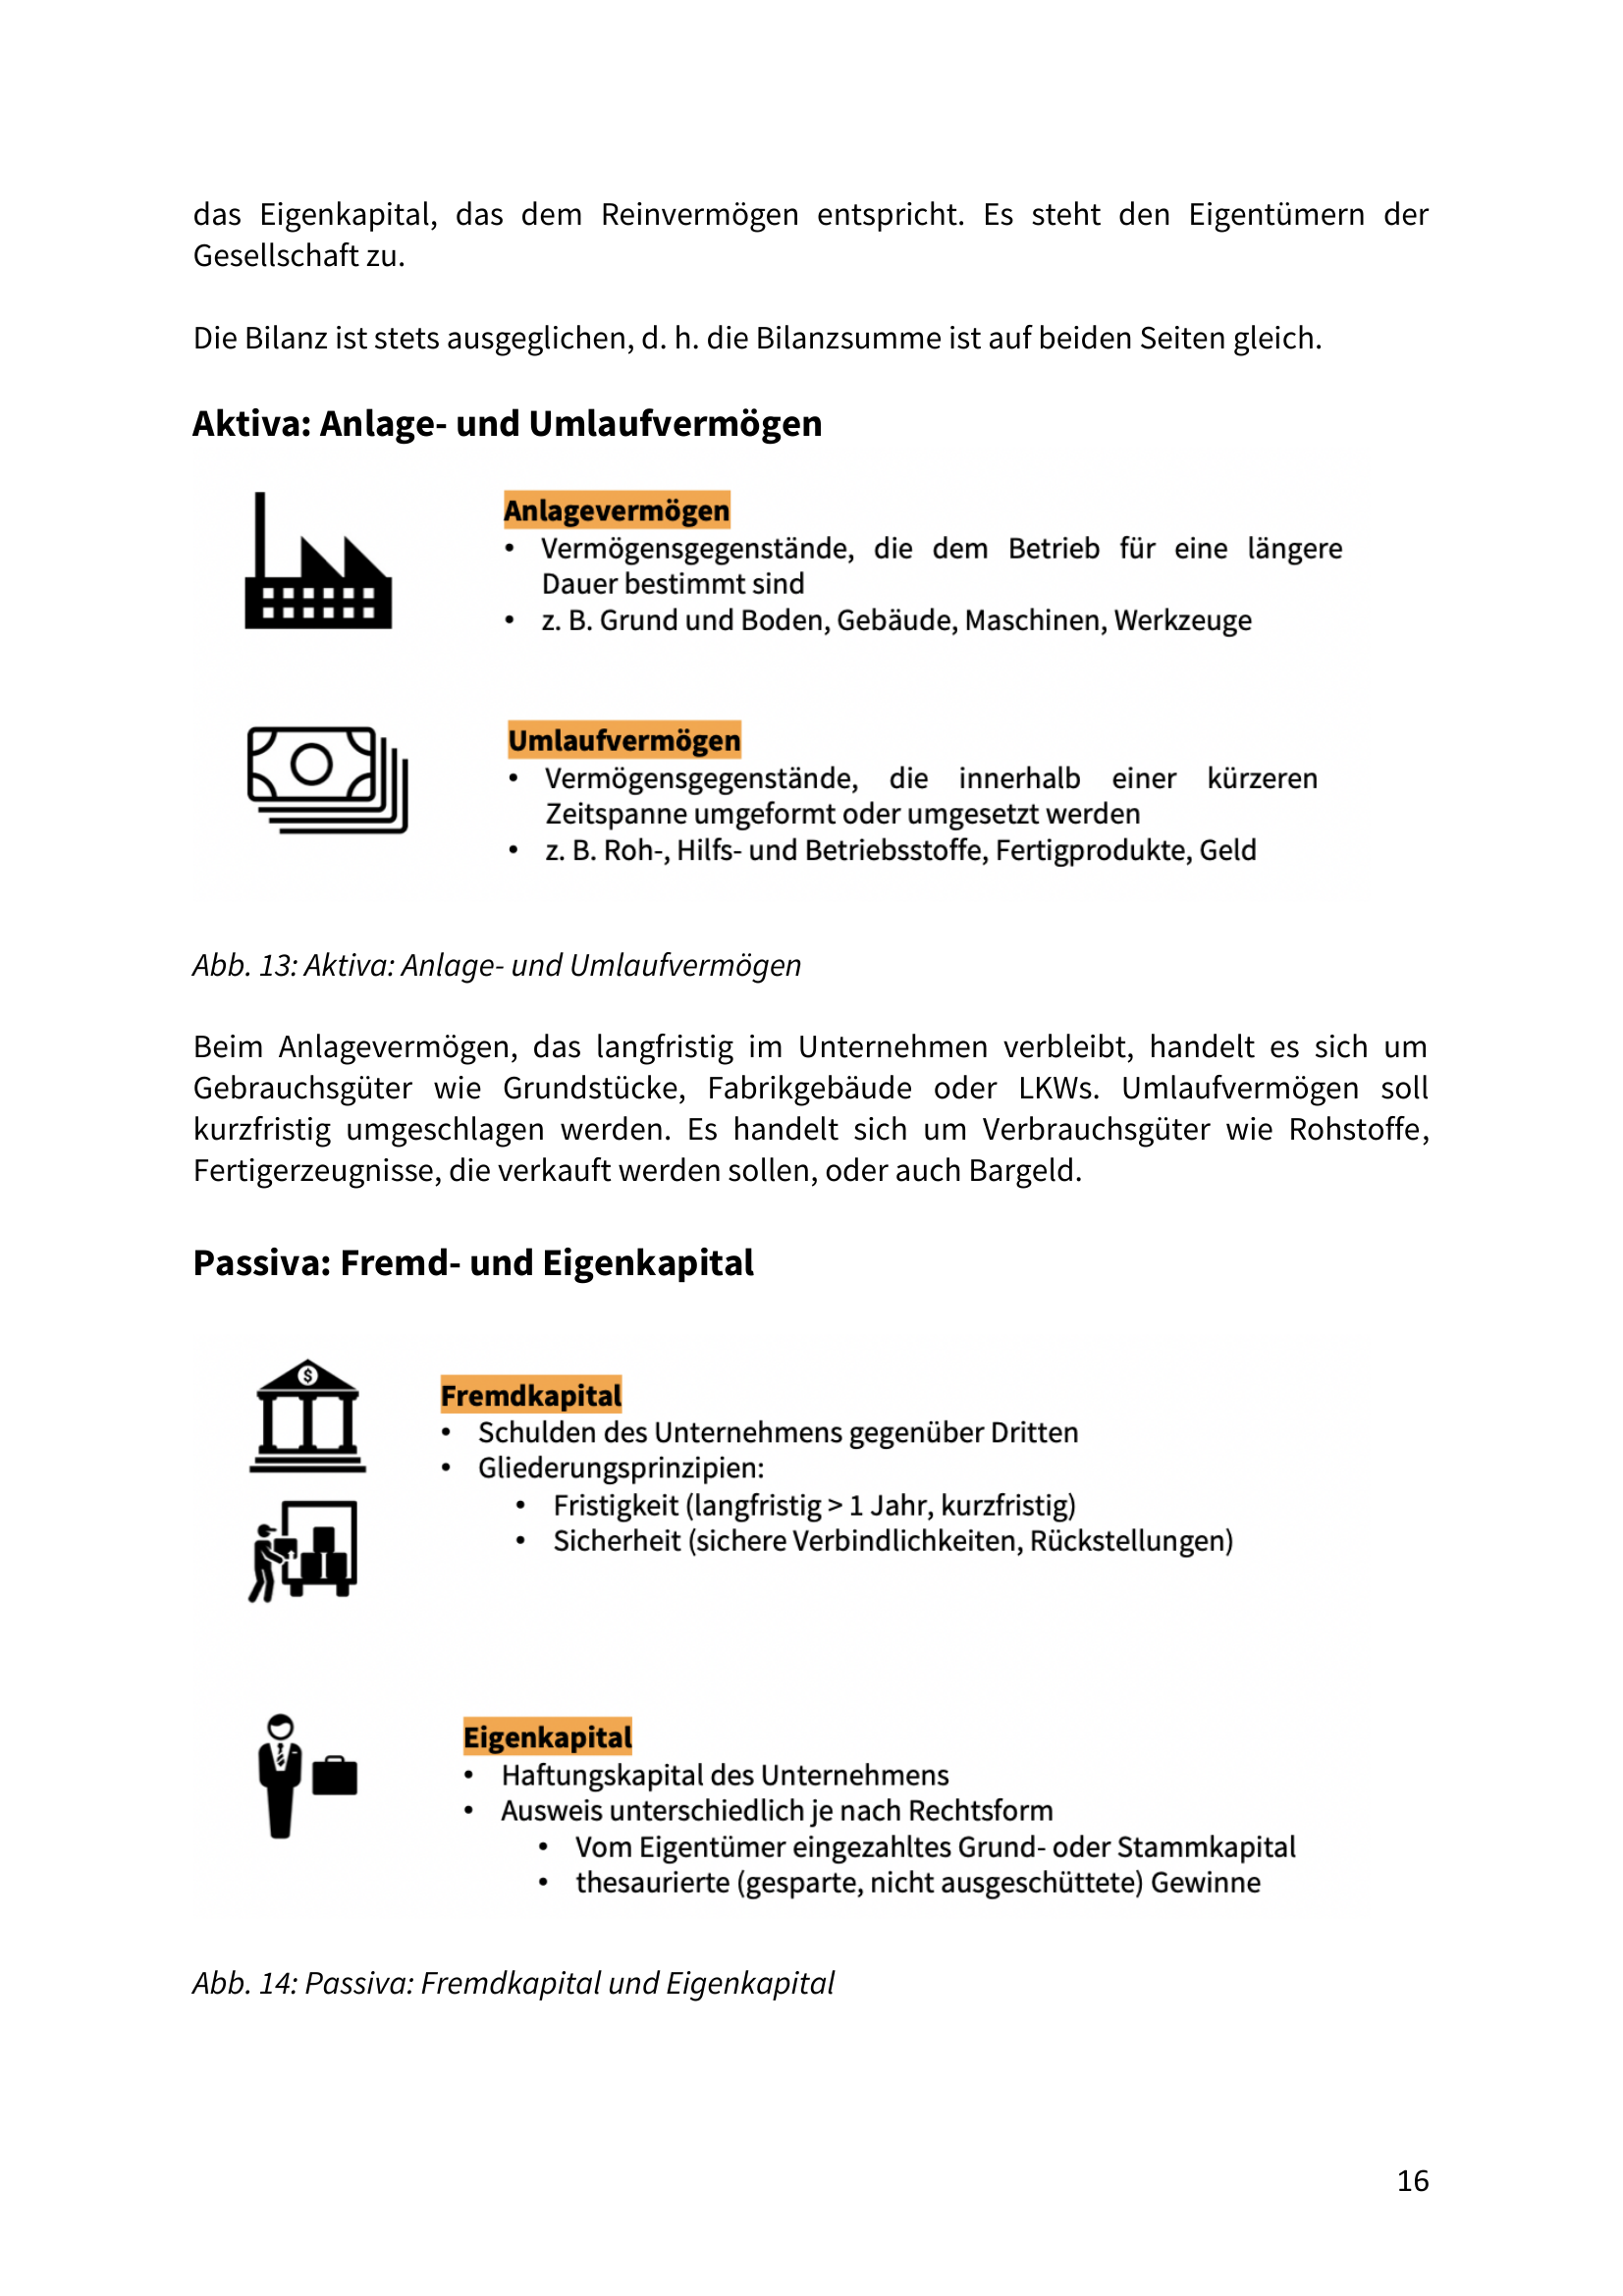 das Eigenkapital, das dem Reinvermögen entspricht. Es steht den Eigentümern der
Gesellschaft zu.
Die Bilanz ist stets ausgeglichen, d. h. die Bilanzsumme ist auf beiden Seiten gleich.
Aktiva: Anlage- und Umlaufvermögen
Anlagevermögen
• Vermögensgegenstände, die dem Betrieb für eine längere
Dauer bestimmt sind
• z. B. Grund und Boden, Gebäude, Maschinen, Werkzeuge
Umlaufvermögen
• Vermögensgegenstände, die innerhalb einer kürzeren
Zeitspanne umgeformt oder umgesetzt werden
• z. B. Roh-, Hilfs- und Betriebsstoffe, Fertigprodukte, Geld
Abb. 13: Aktiva: Anlage- und Umlaufvermögen
Beim Anlagevermögen, das langfristig im Unternehmen verbleibt, handelt es sich um
Gebrauchsgüter wie Grundstücke, Fabrikgebäude oder LKWs. Umlaufvermögen soll
kurzfristig umgeschlagen werden. Es handelt sich um Verbrauchsgüter wie Rohstoffe,
Fertigerzeugnisse, die verkauft werden sollen, oder auch Bargeld.
Passiva: Fremd- und Eigenkapital
$
Fremdkapital
• Schulden des Unternehmens gegenüber Dritten
• Gliederungsprinzipien:
• Fristigkeit (langfristig > 1 Jahr, kurzfristig)
• Sicherheit (sichere Verbindlichkeiten, Rückstellungen)
Eigenkapital
• Haftungskapital des Unternehmens
• Ausweis unterschiedlich je nach Rechtsform
• Vom Eigentümer eingezahltes Grund- oder Stammkapital
• thesaurierte (gesparte, nicht ausgeschüttete) Gewinne
Abb. 14: Passiva: Fremdkapital und Eigenkapital
16